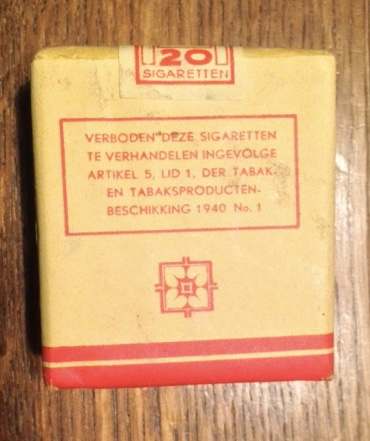 20
SIGARETTEN
VERBODEN DEZE SIGARETTEN
TE VERHANDELEN INGEVOLGE
ARTIKEL 5, LID 1, DER TABAK-
EN TABAKSPRODUCTEN-
BESCHIKKING 1940 No. 1